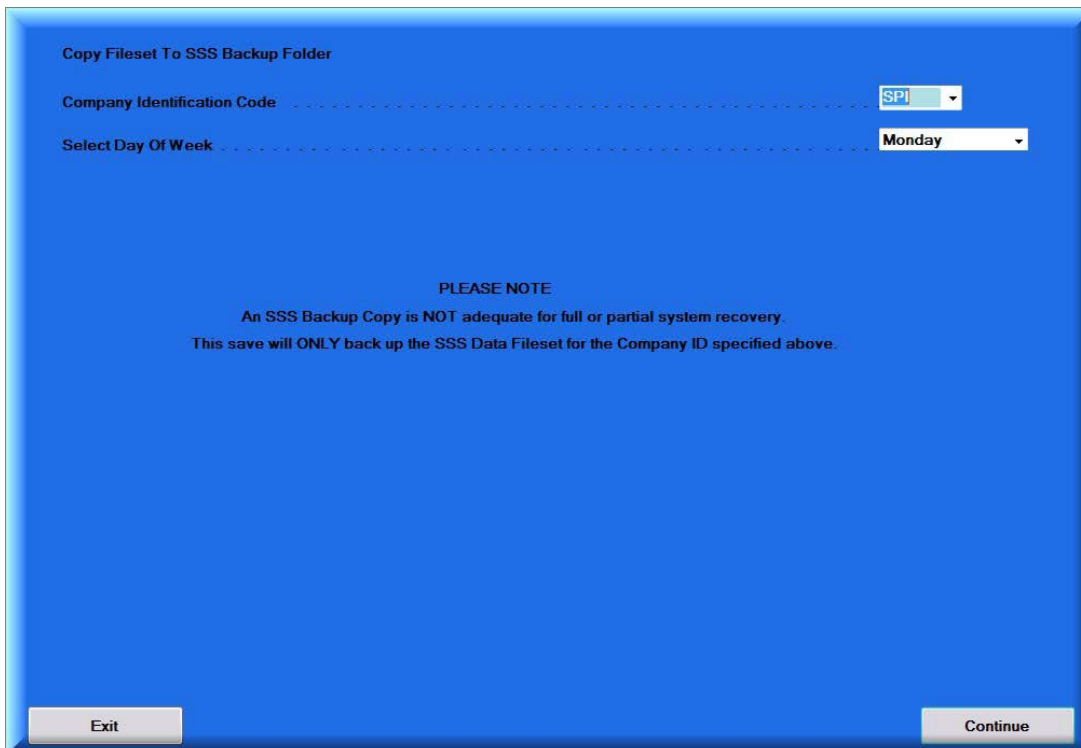 Copy Fileset To SSS Backup Folder
Company Identification Code . . . . . . . . . . . . . . . . . . . . . . . . . . . . . . . . . . . . . . . . . . . . . . . . . SPI
Select Day Of Week . . . . . . . . . . . . . . . . . . . . . . . . . . . . . . . . . . . . . . . . . . . . . . . . . . . . . . . Monday
PLEASE NOTE
An SSS Backup Copy is NOT adequate for full or partial system recovery.
This save will ONLY back up the SSS Data Fileset for the Company ID specified above.
Exit Continue